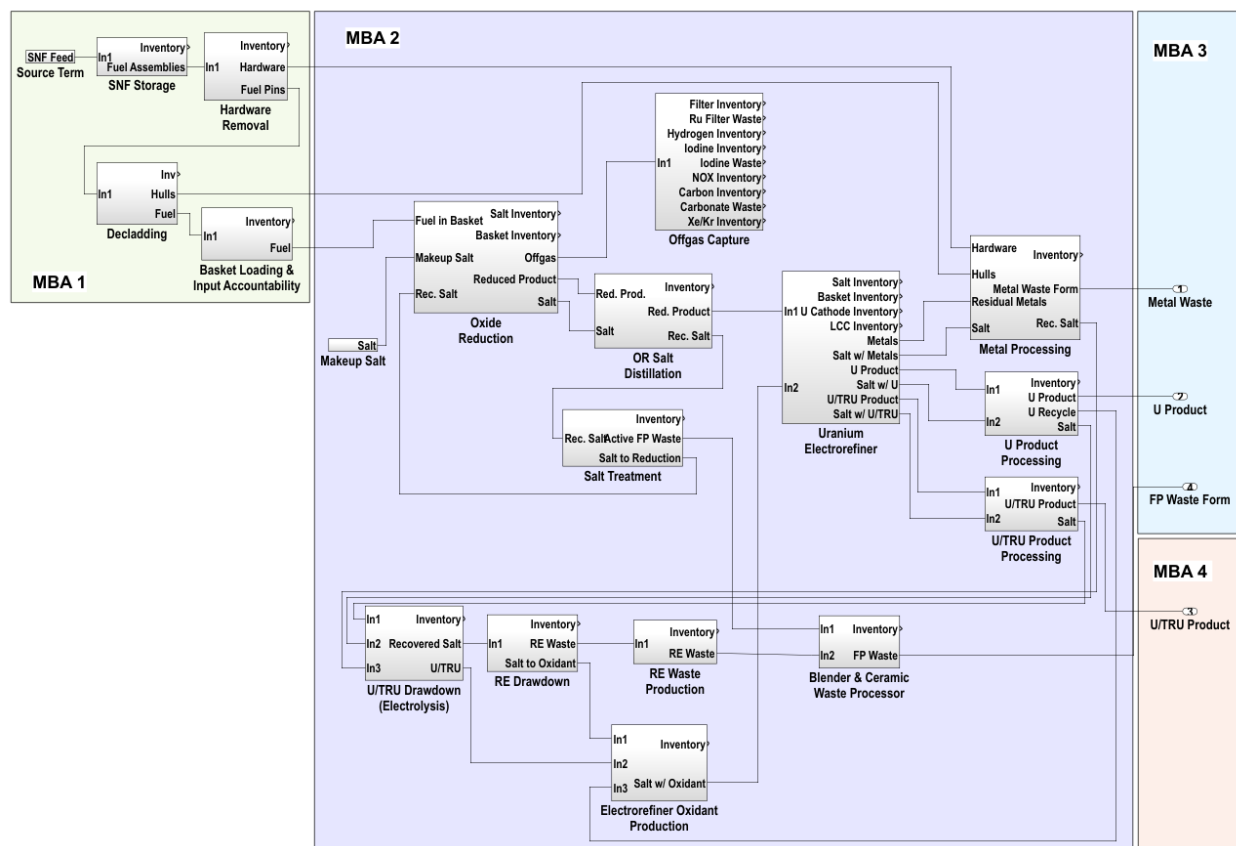 MBA 1
SNF Feed
Source Term
In1
Inventory
Fuel Assemblies
SNF Storage
In1
Inventory
Hardware
Fuel Pins
Hardware
Removal
In1
Inv
Hulls
Fuel
Decladding
In1
Inventory
Fuel
Basket Loading &
Input Accountability
MBA 2
Filter Inventory
Ru Filter Waste
Hydrogen Inventory
Iodine Inventory
In1
Iodine Waste
NOX Inventory
Carbon Inventory
Carbonate Waste
Xe/Kr Inventory
Offgas Capture
Fuel in Basket
Salt Inventory
Basket Inventory
Makeup Salt
Offgas
Reduced Product
Rec. Salt
Salt
Oxide
Reduction
Salt
Makeup Salt
Red. Prod.
Inventory
Red. Product
Salt
Rec. Salt
OR Salt
Distillation
Inventory
Rec. Salt
Active FP Waste
Salt to Reduction
Salt Treatment
Salt Inventory
Basket Inventory
In1
U Cathode Inventory
LCC Inventory
Metals
Salt w/ Metals
U Product
In2
Salt w/ U
U/TRU Product
Salt w/ U/TRU
Uranium
Electrorefiner
Hardware
Inventory
Hulls
Metal Waste Form
Residual Metals
Salt
Rec. Salt
Metal Processing
In1
Inventory
U Product
U Recycle
In2
Salt
U Product
Processing
In1
Inventory
U/TRU Product
In2
Salt
U/TRU Product
Processing
In1
Inventory
In2
Recovered Salt
In3
U/TRU
U/TRU Drawdown
(Electrolysis)
Inventory
In1
RE Waste
Salt to Oxidant
RE Drawdown
Inventory
In1
RE Waste
RE Waste
Production
In1
Inventory
In2
FP Waste
Blender & Ceramic
Waste Processor
In1
Inventory
In2
Salt w/ Oxidant
In3
Electrorefiner Oxidant
Production
MBA 3
1
Metal Waste
2
U Product
4
FP Waste Form
MBA 4
3
U/TRU Product